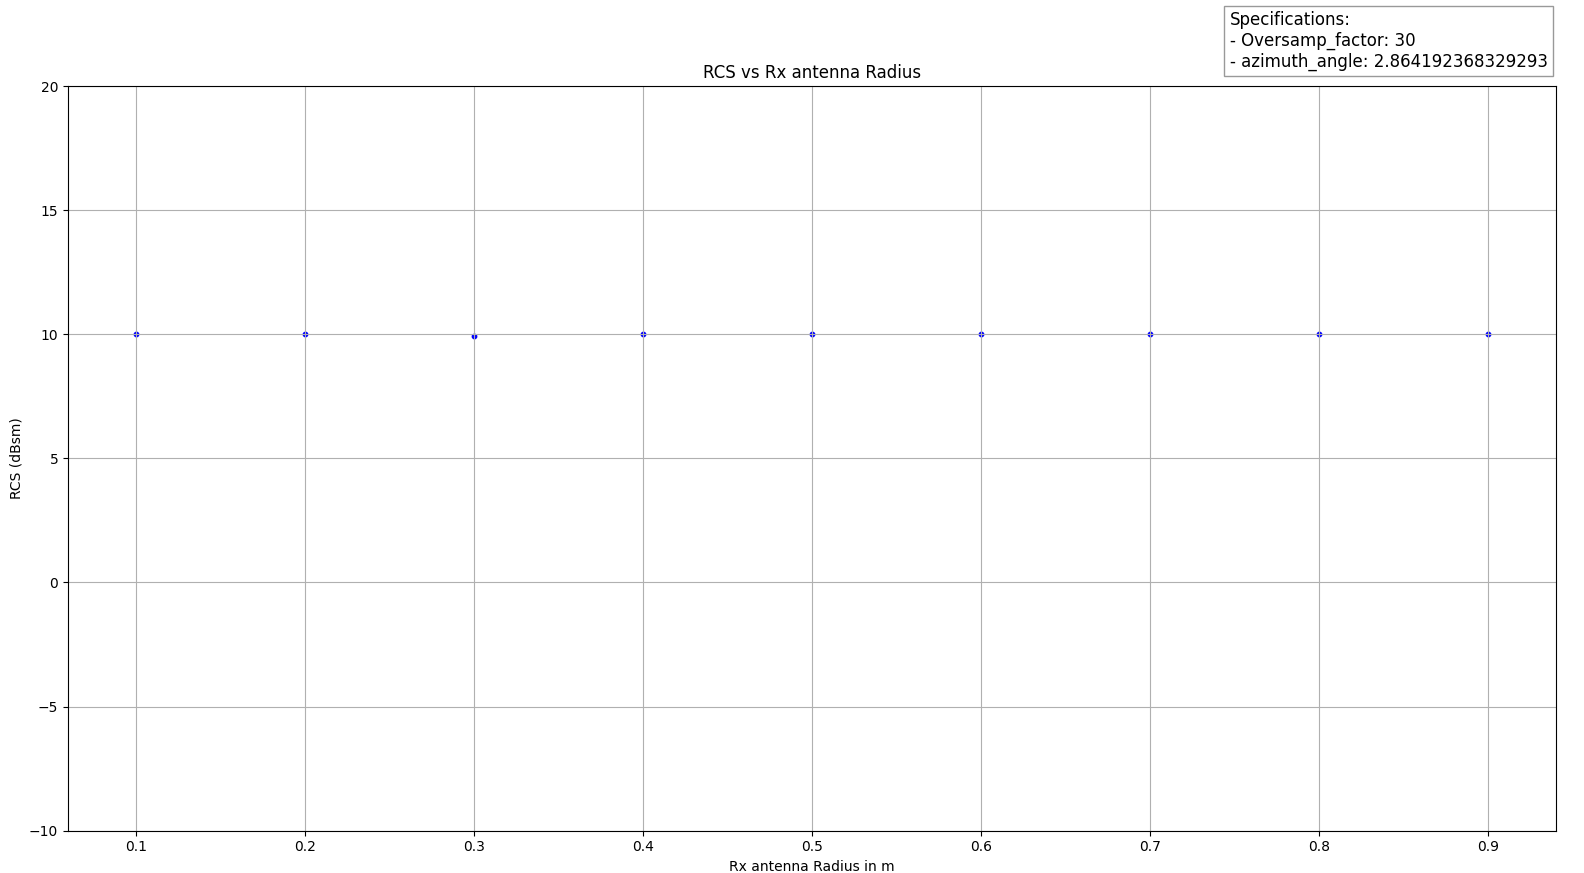 Specifications:
- Oversamp_factor: 30
- azimuth_angle: 2.864192368329293
RCS vs Rx antenna Radius
20
15
10
5
0
−5
−10
RCS (dBsm)
0.1 0.2 0.3 0.4 0.5 0.6 0.7 0.8 0.9
Rx antenna Radius in m